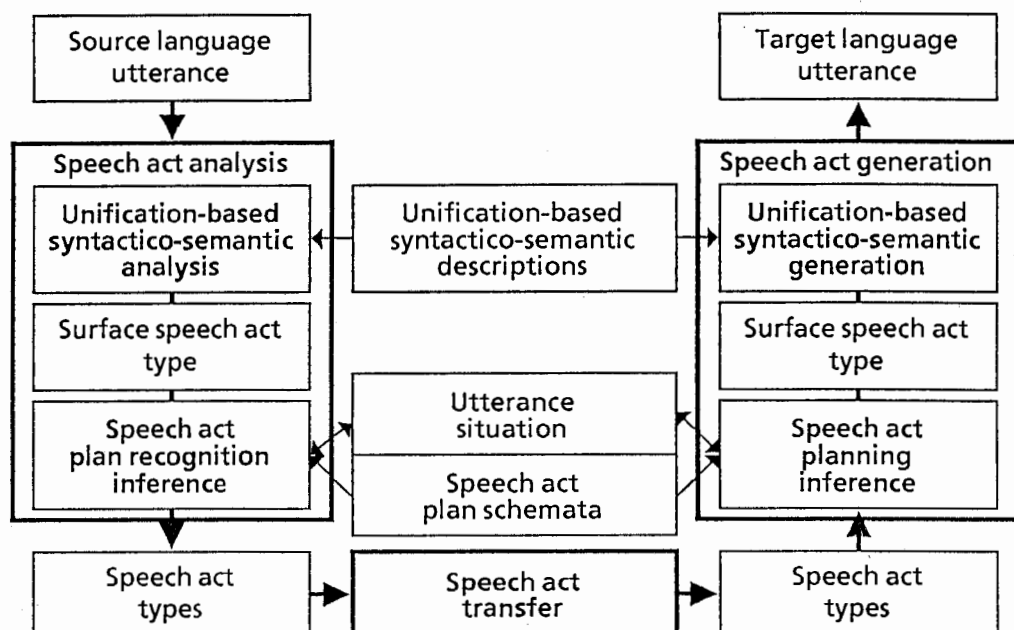 Source language
utterance
Target language
utterance
Speech act analysis
Speech act generation
Unification-based
syntactico-semantic
analysis
Unification-based
syntactico-semantic
descriptions
Unification-based
syntactico-semantic
generation
Surface speech act
type
Surface speech act
type
Utterance
situation
Speech act
plan recognition
inference
Speech act
planning
inference
Speech act
plan schemata
Speech act
types
Speech act
transfer
Speech act
types